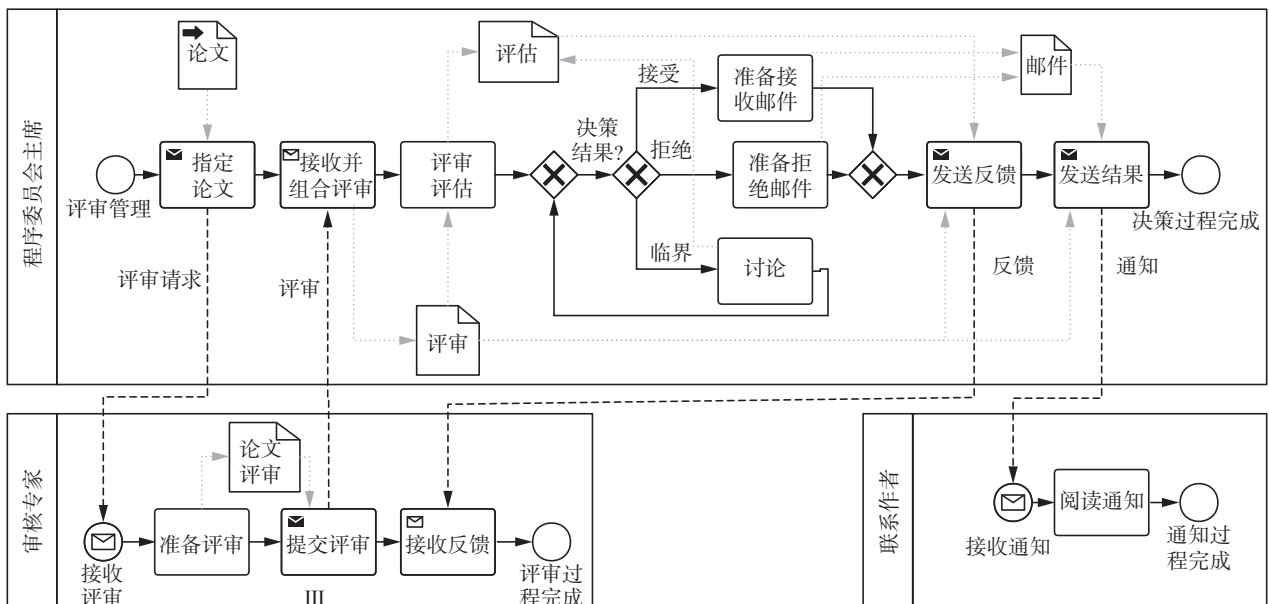 程序委员会主席
论文
评估
邮件
评审管理
指定
论文
接收并
组合评审
评审
评估
决策
结果?
接受
拒绝
临界
准备接
收邮件
准备拒
绝邮件
讨论
发送反馈
发送结果
决策过程完成
评审请求
评审
评审
反馈
通知
审核专家
论文
评审
接收
评审
准备评审
提交评审
接收反馈
评审过
程完成
III
联系作者
接收通知
阅读通知
通知过
程完成